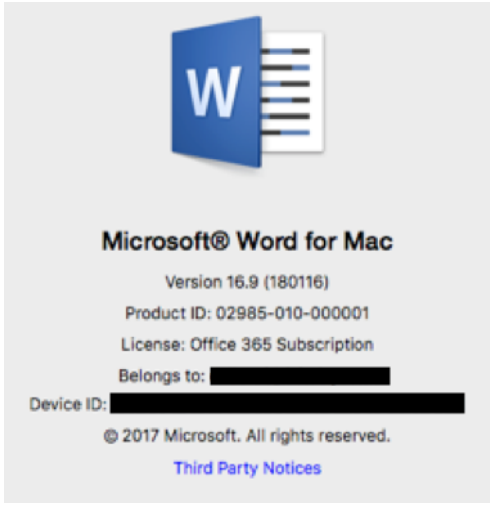 W
Microsoft® Word for Mac
Version 16.9 (180116)
Product ID: 02985-010-000001
License: Office 365 Subscription
Belongs to:
Device ID:
© 2017 Microsoft. All rights reserved.
Third Party Notices